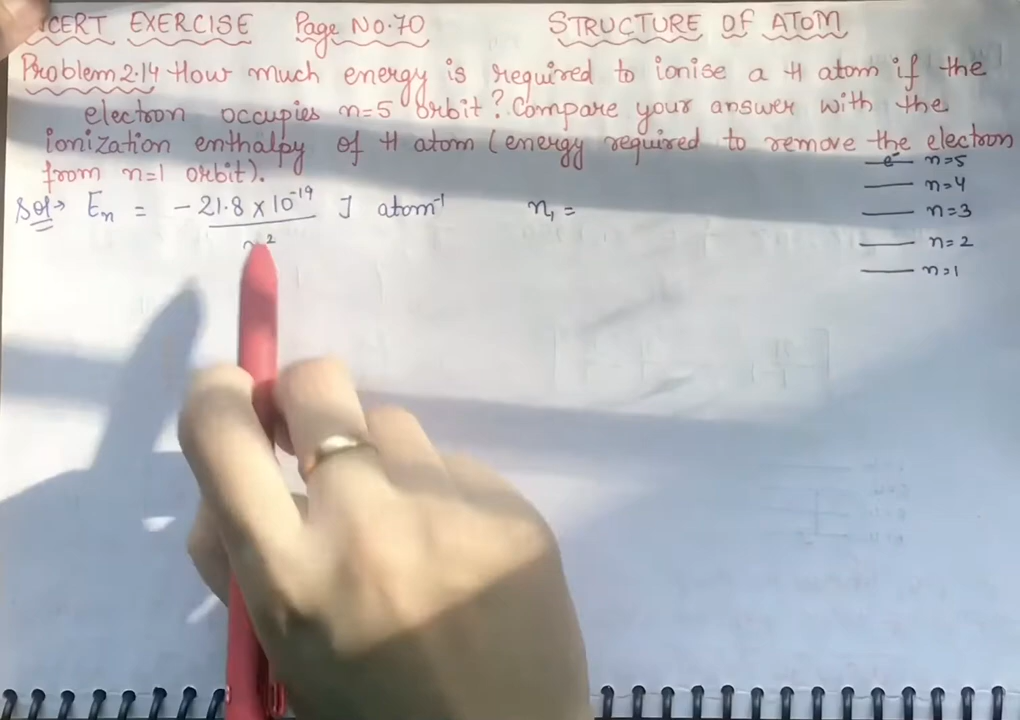 CERT EXERCISE Page No.70 STRUCTURE OF ATOM
Problem 2.14 How much energy is required to ionise a H atom if the
electron occupies n=5 orbit? Compare your answer with the
ionization enthalpy of H atom (energy required to remove the electron
from n=1 orbit).
e⁻ n=5
n=4
n=3
n=2
n=1
Sol→ En = -21.8 × 10⁻¹⁹ J atom⁻¹ n₁ =
n²